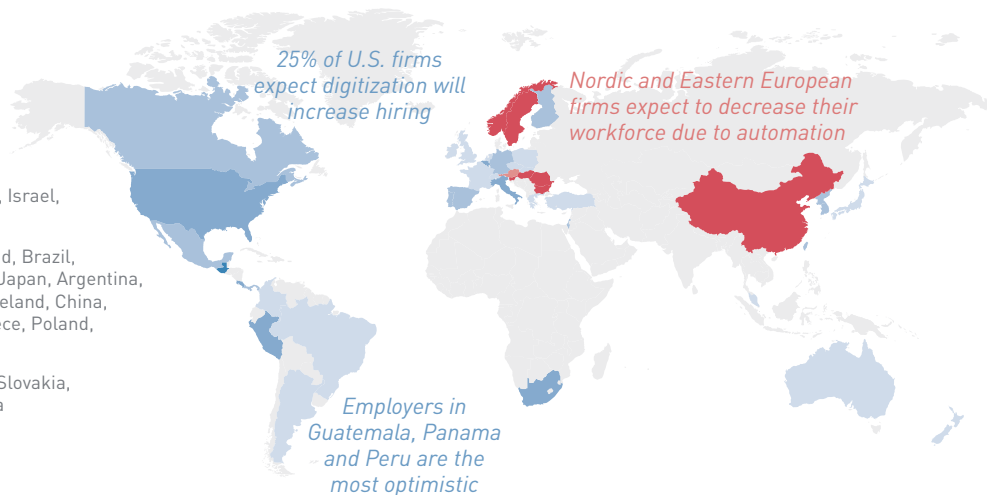 25% of U.S. firms
expect digitization will
increase hiring
Nordic and Eastern European
firms expect to decrease their
workforce due to automation
, Israel,
d, Brazil,
Japan, Argentina,
eland, China,
ece, Poland,
Slovakia,
a
Employers in
Guatemala, Panama
and Peru are the
most optimistic